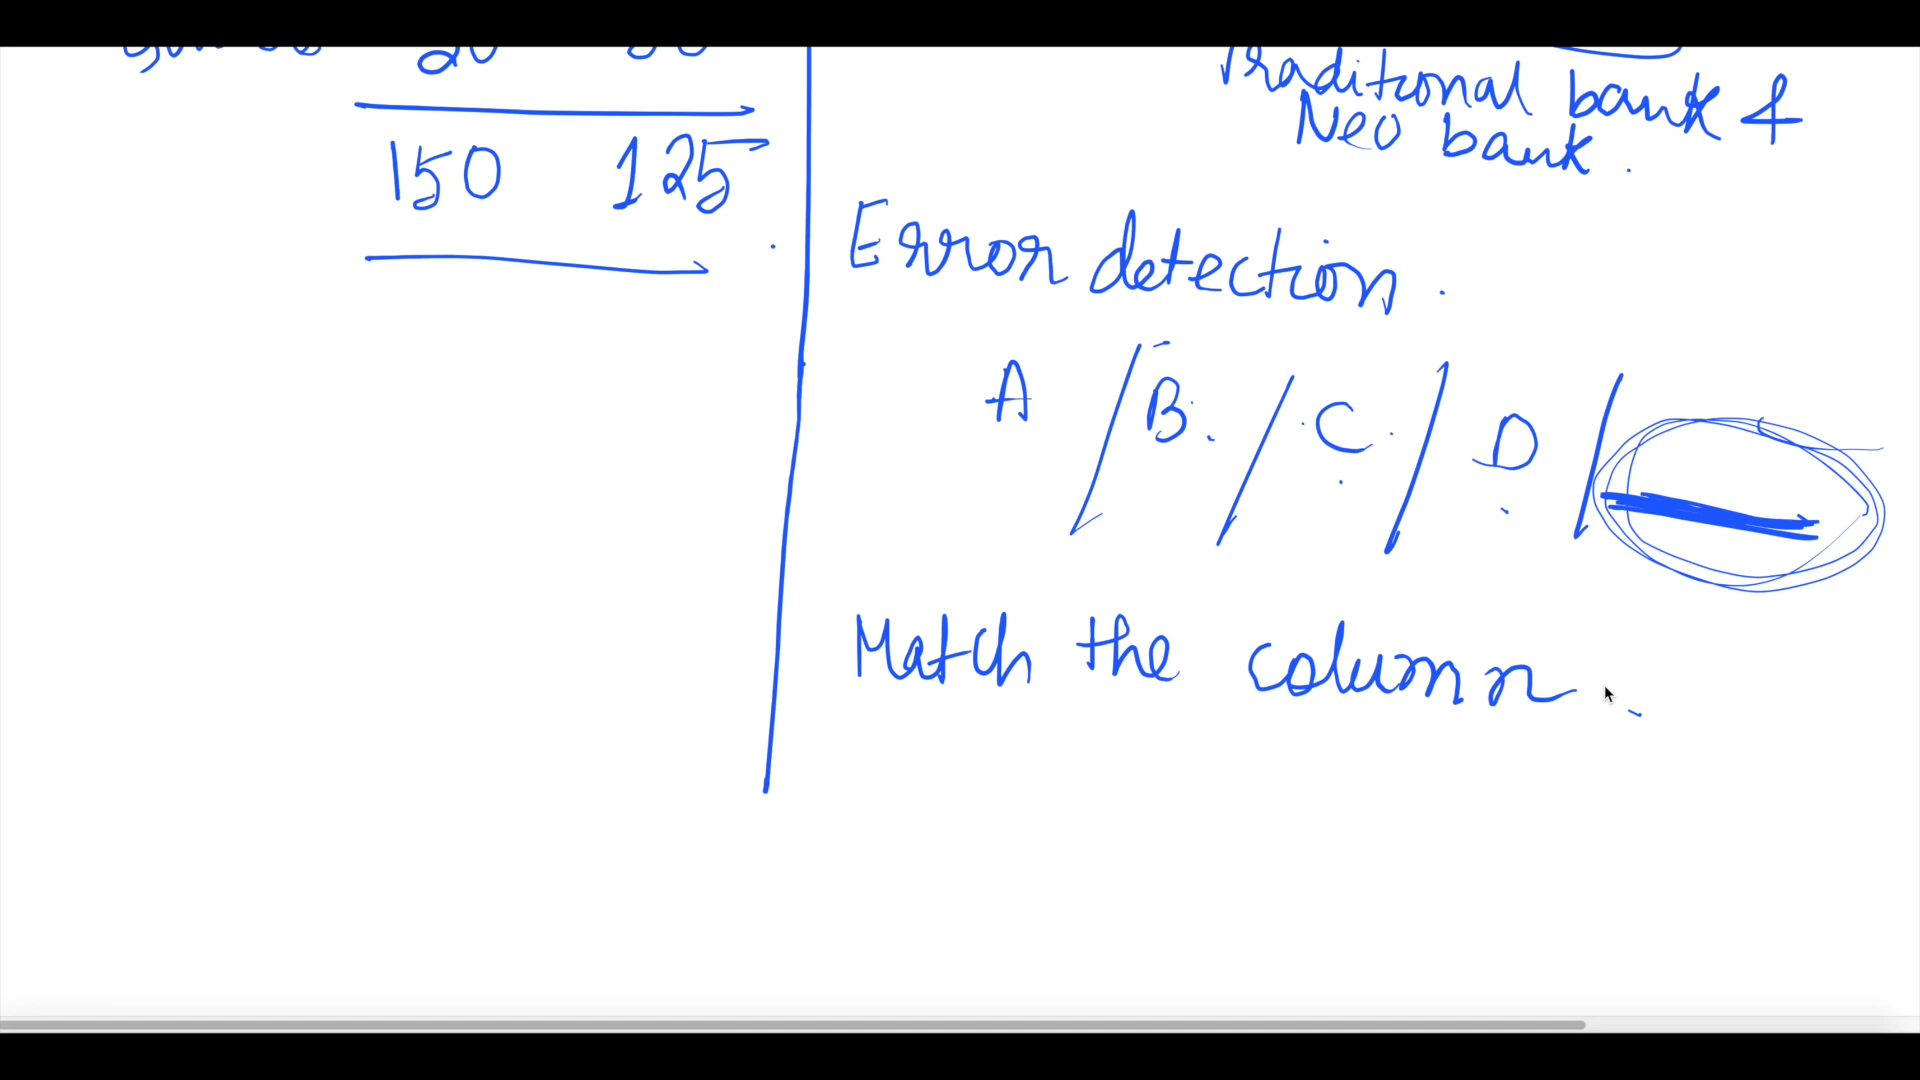 150 125
Traditional bank &
Neo bank.
Error detection.
A / B. / C. / D /
Match the column.